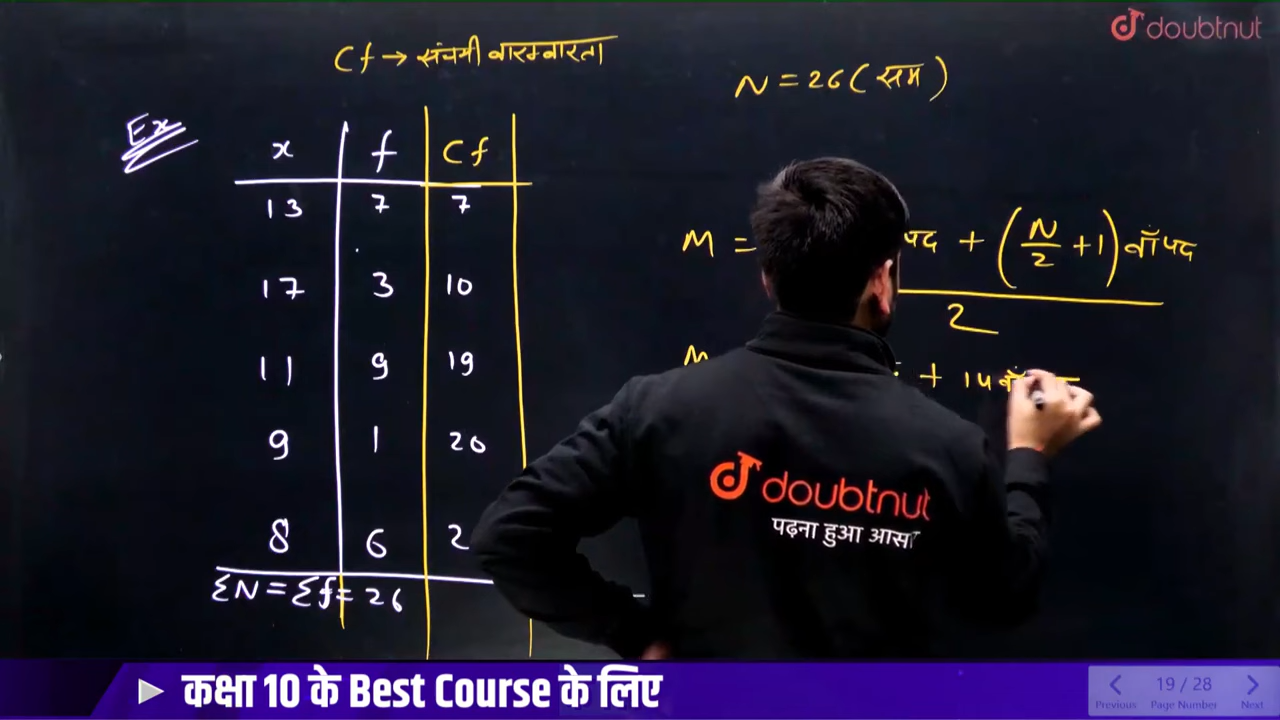 doubtnut
Cf → संचयी बारम्बारता
N = 26 (सम)
Ex
x f Cf
13 7 7
17 3 10
11 9 19
9 1 20
8 6 2
ΣN = Σf = 26
M = पद + (N/2 + 1) वाँ पद
2
M + 14 वाँ
doubtnut
पढ़ना हुआ आसा
कक्षा 10 के Best Course के लिए
19 / 28
Previous Page Number Next